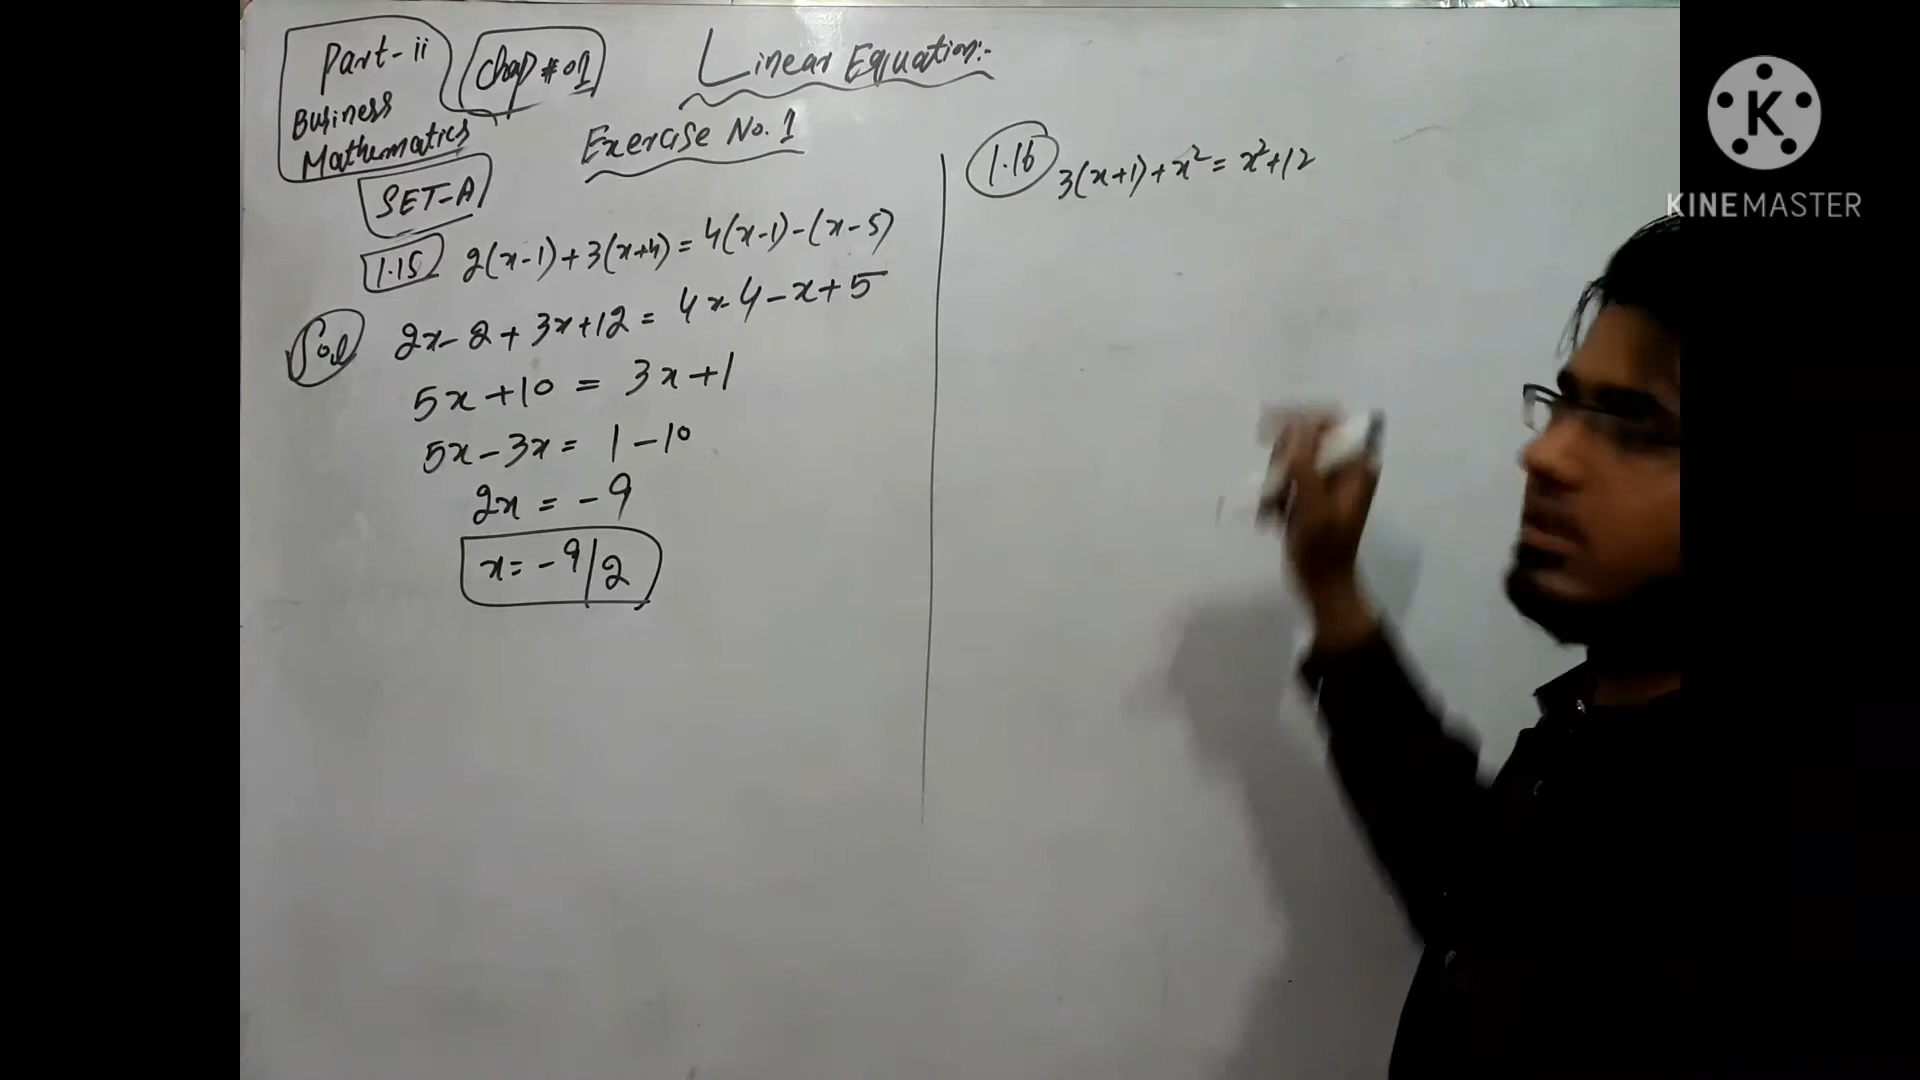 Part-ii
Business
Mathematics
Chap #01
Linear Equation:-
Exercise No. 1
SET-A
1.15 2(x-1)+3(x+4)=4(x-1)-(x-5)
Sol 2x-2+3x+12=4x-4-x+5
5x+10=3x+1
5x-3x=1-10
2x=-9
x=-9/2
1.16 3(x+1)+x²=x²+12
K
KINEMASTER